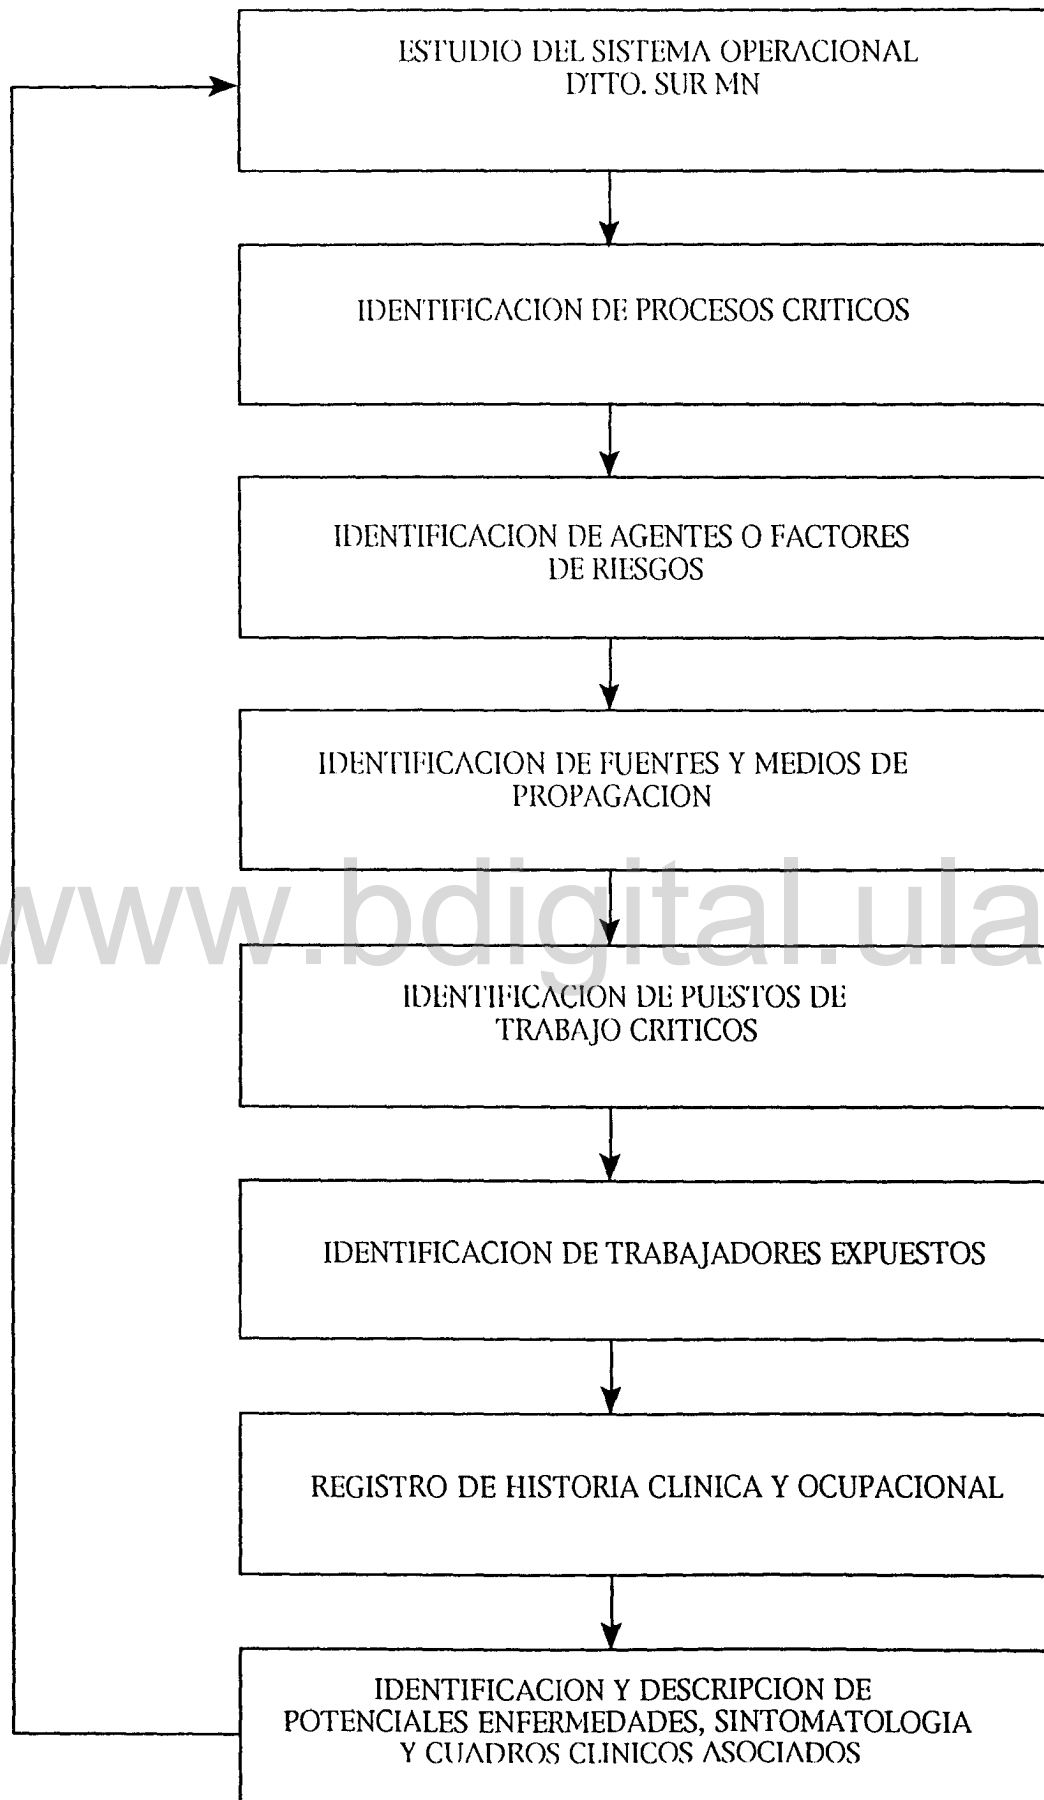 ESTUDIO DEL SISTEMA OPERACIONAL
DTTO. SUR MN
IDENTIFICACION DE PROCESOS CRITICOS
IDENTIFICACION DE AGENTES O FACTORES
DE RIESGOS
IDENTIFICACION DE FUENTES Y MEDIOS DE
PROPAGACION
www.bdigital.ula
IDENTIFICACION DE PUESTOS DE
TRABAJO CRITICOS
IDENTIFICACION DE TRABAJADORES EXPUESTOS
REGISTRO DE HISTORIA CLINICA Y OCUPACIONAL
IDENTIFICACION Y DESCRIPCION DE
POTENCIALES ENFERMEDADES, SINTOMATOLOGIA
Y CUADROS CLINICOS ASOCIADOS